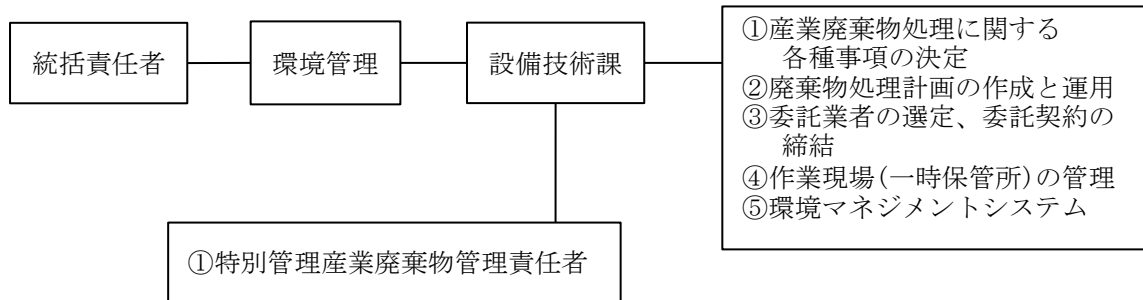 統括責任者
環境管理
設備技術課
①産業廃棄物処理に関する
各種事項の決定
②廃棄物処理計画の作成と運用
③委託業者の選定、委託契約の
締結
④作業現場(一時保管所)の管理
⑤環境マネジメントシステム
①特別管理産業廃棄物管理責任者